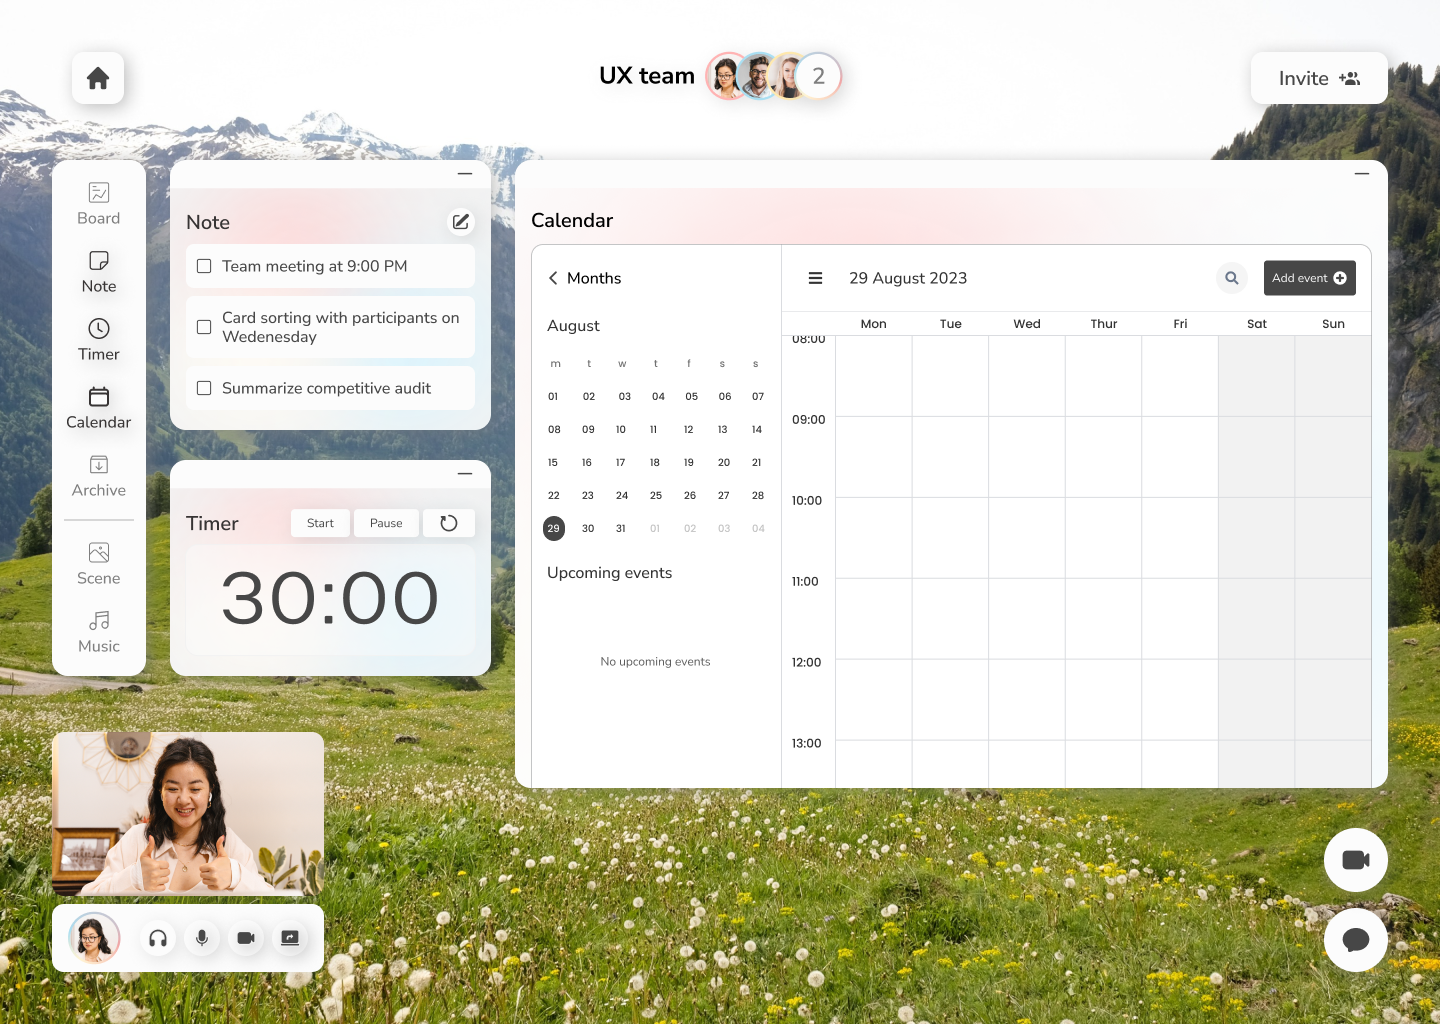 UX team
2
Invite
Board
Note
Timer
Calendar
Archive
Scene
Music
Note
Team meeting at 9:00 PM
Card sorting with participants on
Wedenesday
Summarize competitive audit
Timer
Start
Pause
30:00
Calendar
Months
August
m t w t f s s
01 02 03 04 05 06 07
08 09 10 11 12 13 14
15 16 17 18 19 20 21
22 23 24 25 26 27 28
29 30 31 01 02 03 04
Upcoming events
No upcoming events
29 August 2023
Add event
Mon Tue Wed Thur Fri Sat Sun
08:00
09:00
10:00
11:00
12:00
13:00